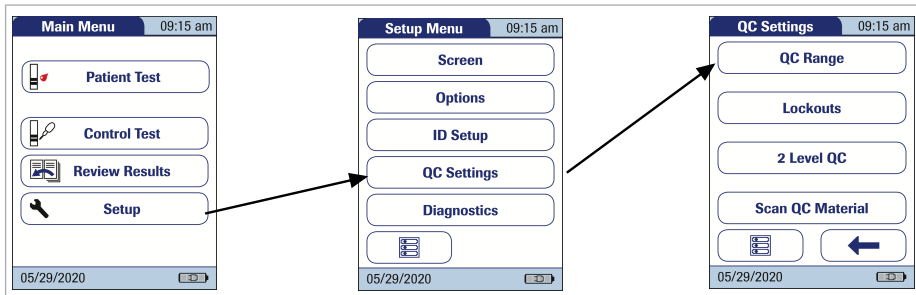 Main Menu 09:15 am
Patient Test
Control Test
Review Results
Setup
05/29/2020
Setup Menu 09:15 am
Screen
Options
ID Setup
QC Settings
Diagnostics
05/29/2020
QC Settings 09:15 am
QC Range
Lockouts
2 Level QC
Scan QC Material
05/29/2020